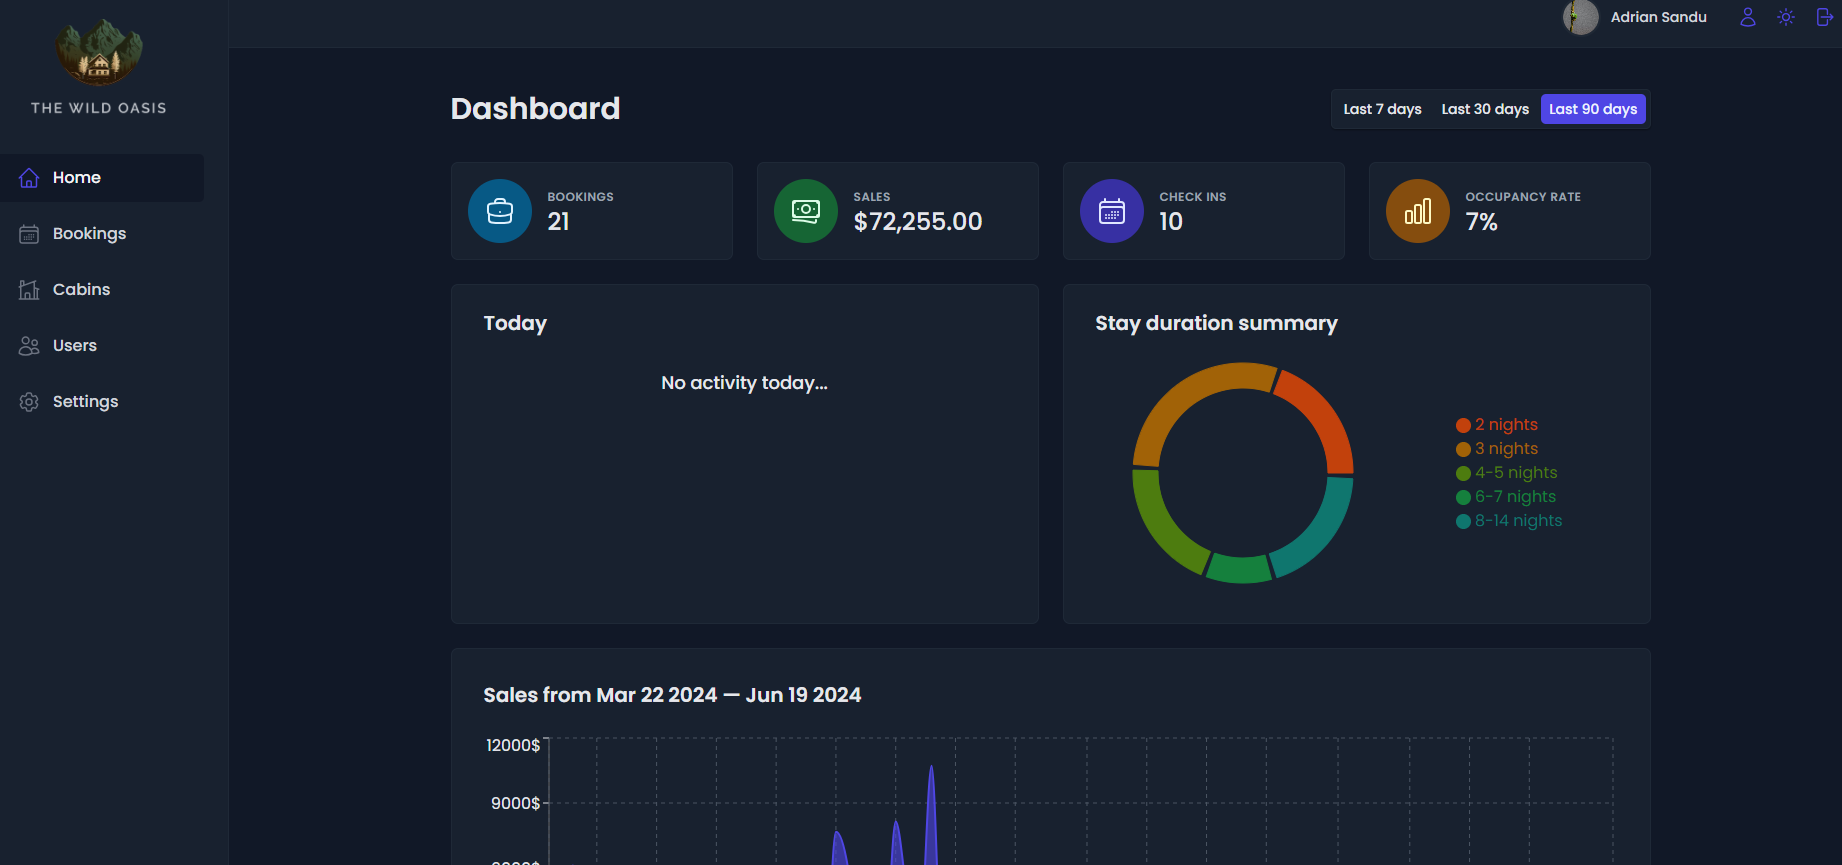 THE WILD OASIS
Home
Bookings
Cabins
Users
Settings
Adrian Sandu
Dashboard
Last 7 days Last 30 days Last 90 days
BOOKINGS
21
SALES
$72,255.00
CHECK INS
10
OCCUPANCY RATE
7%
Today
No activity today...
Stay duration summary
2 nights
3 nights
4-5 nights
6-7 nights
8-14 nights
Sales from Mar 22 2024 — Jun 19 2024
12000$
9000$